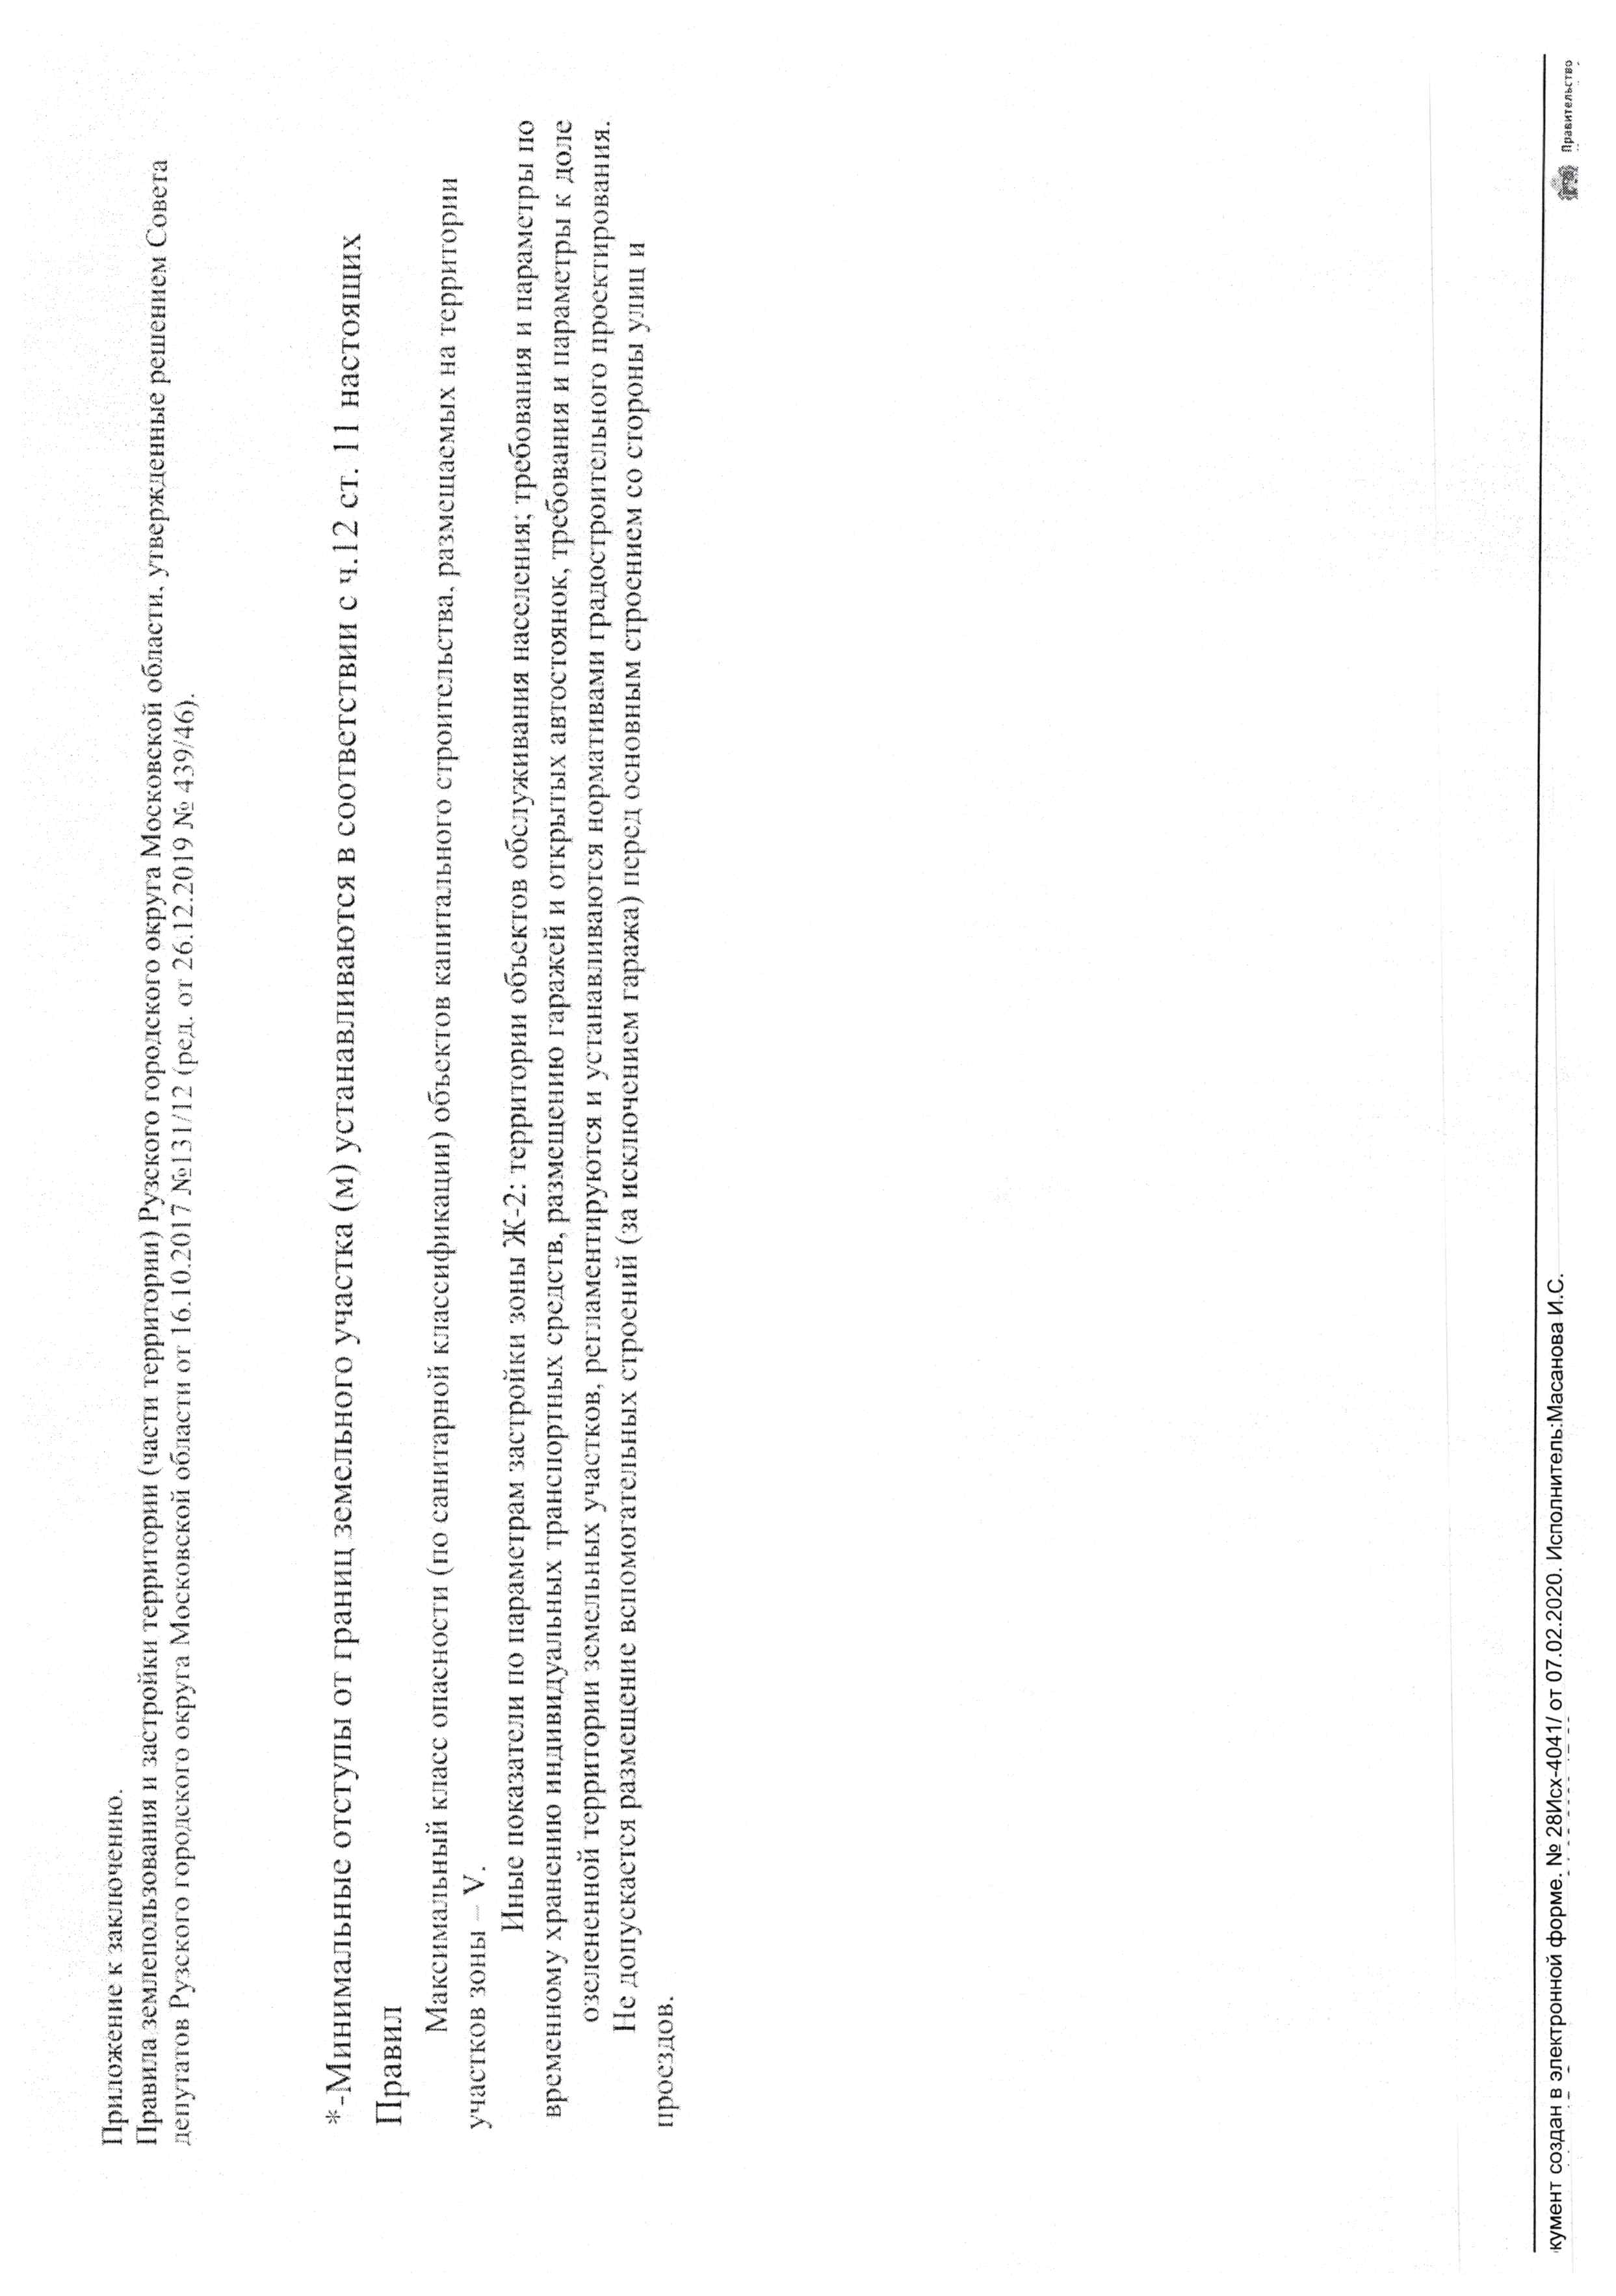 Приложение к заключению.
Правила землепользования и застройки территории (части территории) Рузского городского округа Московской области, утвержденные решением Совета
депутатов Рузского городского округа Московской области от 16.10.2017 №131/12 (ред. от 26.12.2019 № 439/46).
*-Минимальные отступы от границ земельного участка (м) устанавливаются в соответствии с ч.12 ст. 11 настоящих
Правил
Максимальный класс опасности (по санитарной классификации) объектов капитального строительства, размещаемых на территории
участков зоны – V.
Иные показатели по параметрам застройки зоны Ж-2: территории объектов обслуживания населения; требования и параметры по
временному хранению индивидуальных транспортных средств, размещению гаражей и открытых автостоянок, требования и параметры к доле
озелененной территории земельных участков, регламентируются и устанавливаются нормативами градостроительного проектирования.
Не допускается размещение вспомогательных строений (за исключением гаража) перед основным строением со стороны улиц и
проездов.
кумент создан в электронной форме. № 28Исх-4041/ от 07.02.2020. Исполнитель:Масанова И.С.
Правительство